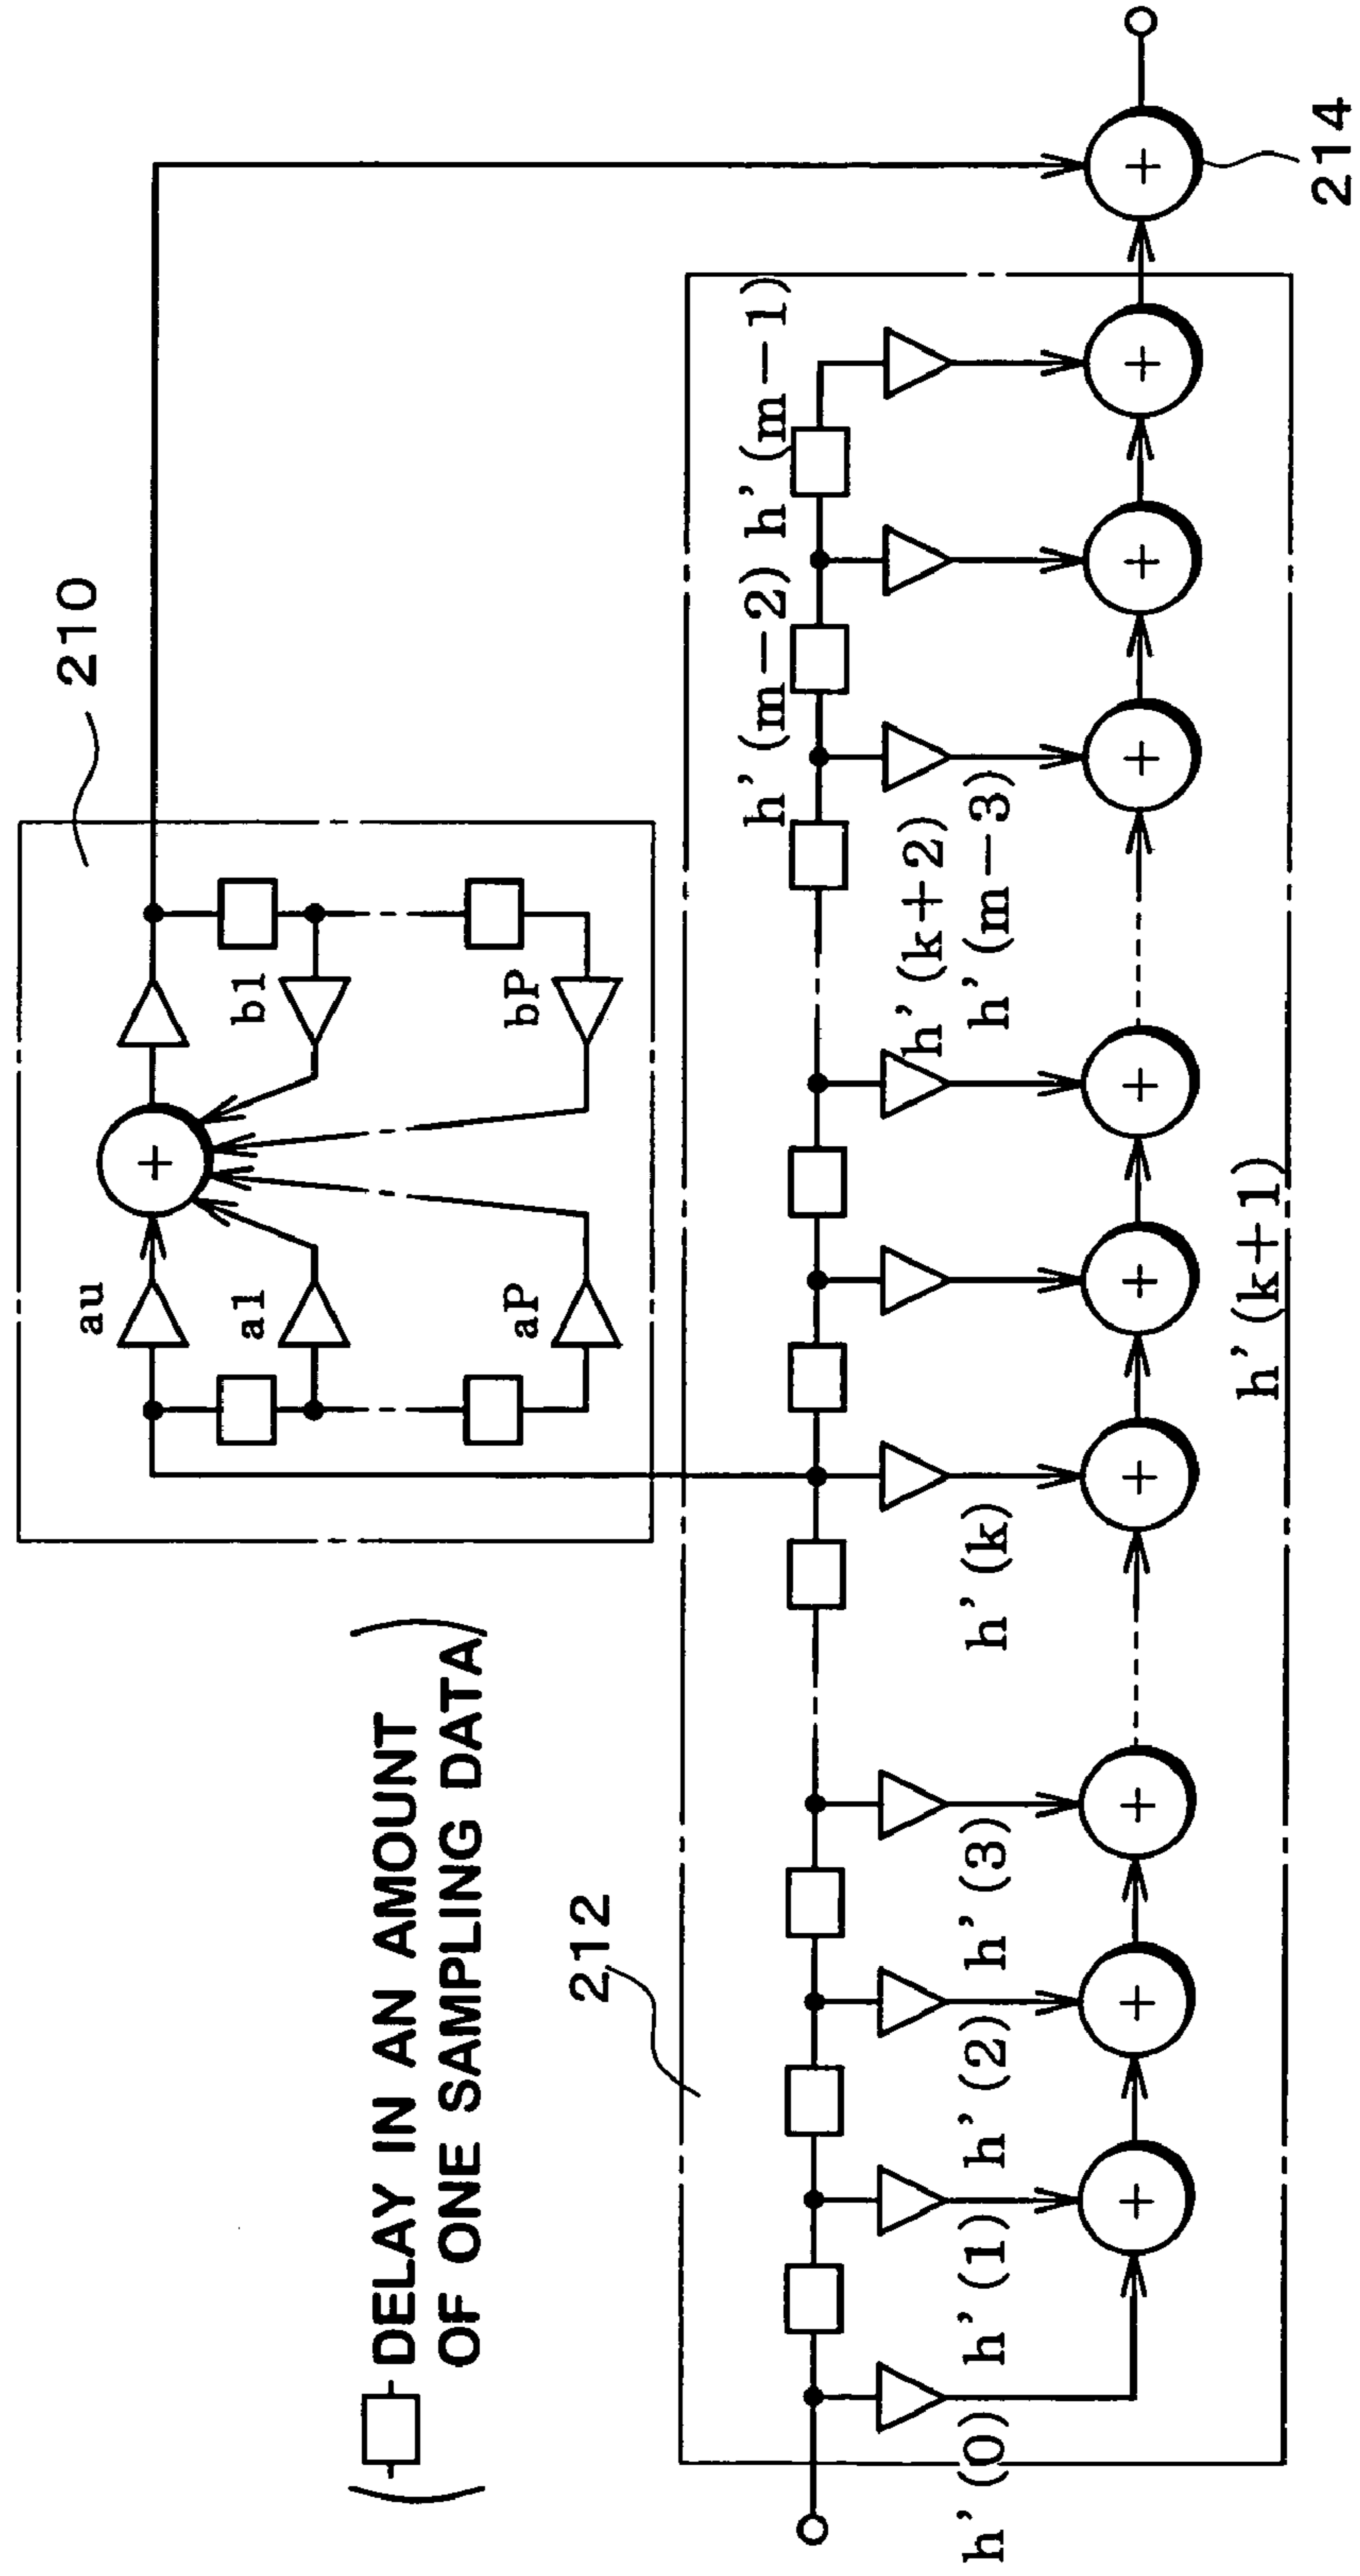 210
au
a1
aP
b1
bP
(-□- DELAY IN AN AMOUNT
OF ONE SAMPLING DATA)
212
h' (m−2) h' (m−1)
h' (0) h' (1) h' (2) h' (3)
h' (k)
h' (k+2)
h' (m−3)
h' (k+1)
+
+
+
+
+
+
+
+
+
+
+
214